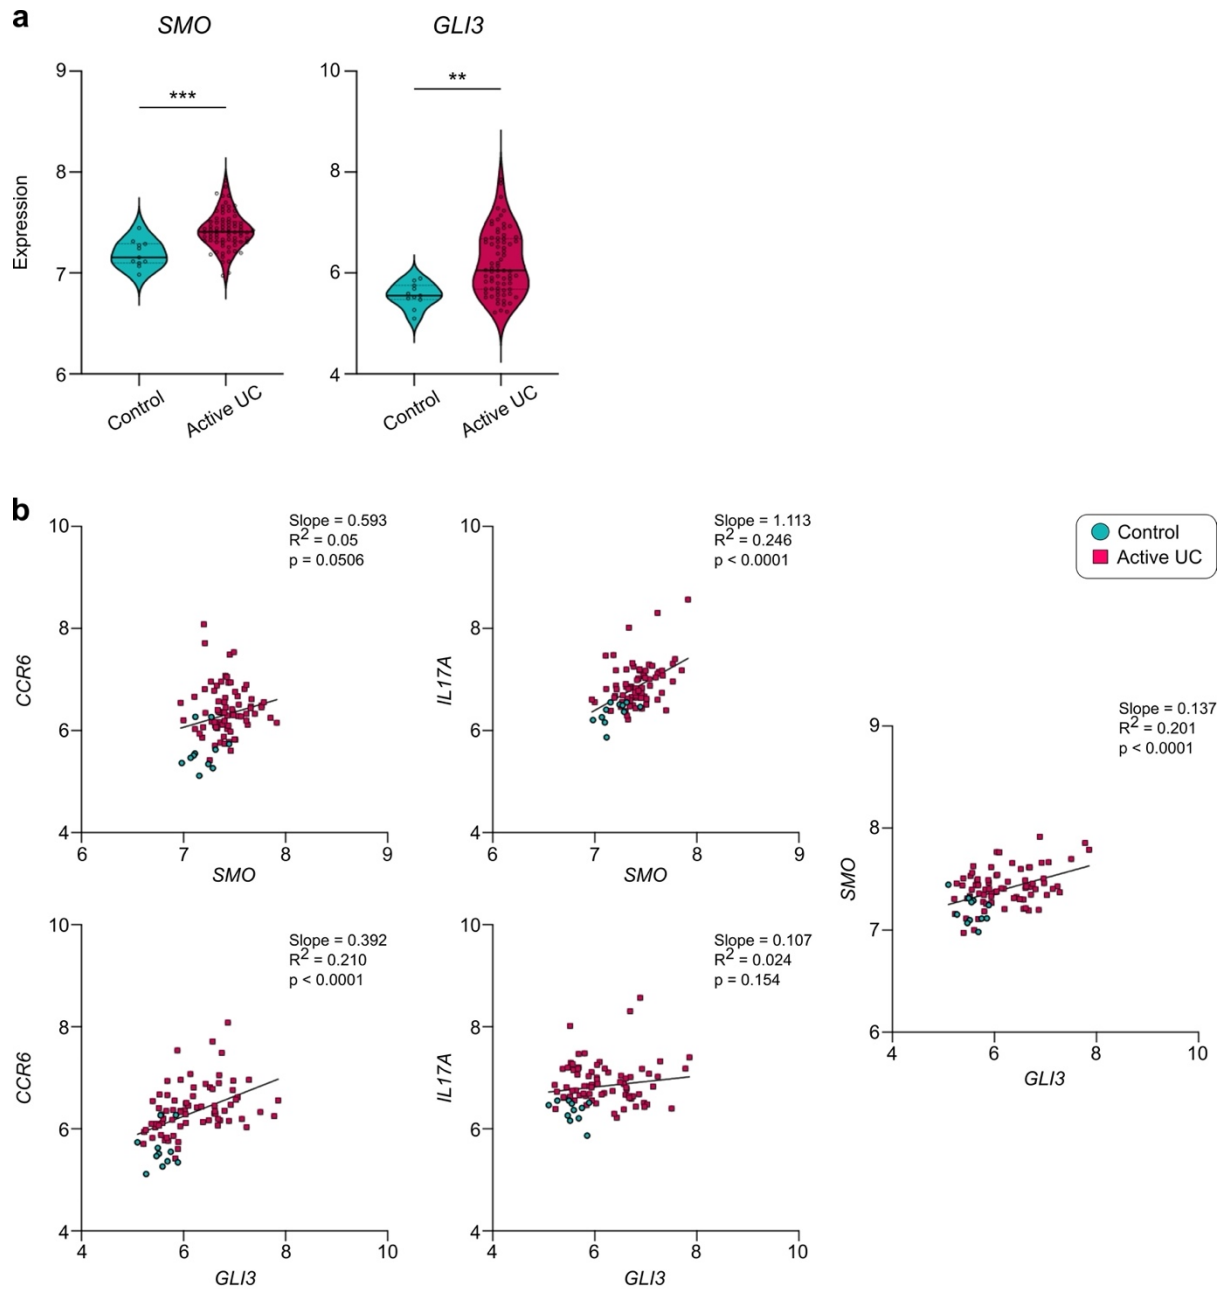 a
SMO
GLI3
9
8
7
6
Expression
***
Control
Active UC
10
8
6
4
**
Control
Active UC
b
10
8
6
4
CCR6
Slope = 0.593
R2 = 0.05
p = 0.0506
6
7
8
9
SMO
10
8
6
4
IL17A
Slope = 1.113
R2 = 0.246
p < 0.0001
6
7
8
9
SMO
Control
Active UC
10
8
6
4
CCR6
Slope = 0.392
R2 = 0.210
p < 0.0001
4
6
8
10
GLI3
10
8
6
4
IL17A
Slope = 0.107
R2 = 0.024
p = 0.154
4
6
8
10
GLI3
9
8
7
6
SMO
Slope = 0.137
R2 = 0.201
p < 0.0001
4
6
8
10
GLI3